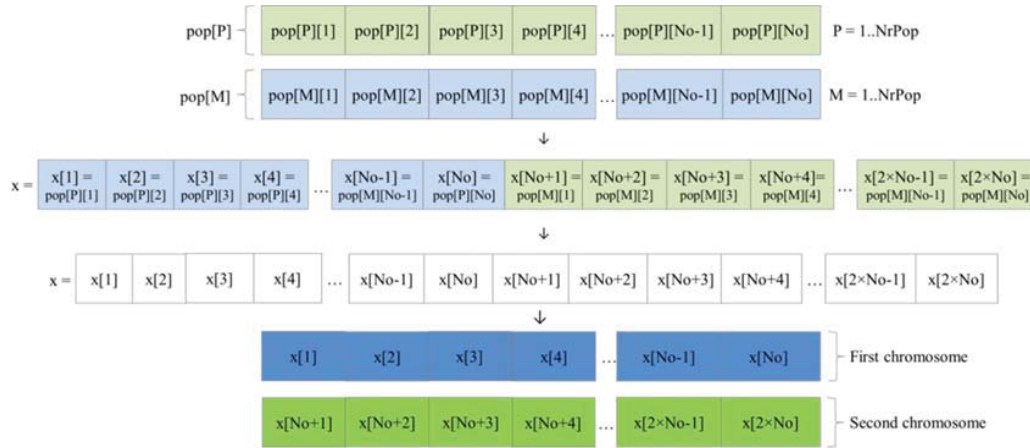 pop[P] pop[P][1] pop[P][2] pop[P][3] pop[P][4] ... pop[P][No-1] pop[P][No] P = 1..NrPop
pop[M] pop[M][1] pop[M][2] pop[M][3] pop[M][4] ... pop[M][No-1] pop[M][No] M = 1..NrPop
↓
x = x[1] = x[2] = x[3] = x[4] = ... x[No-1] = x[No] = x[No+1] = x[No+2] = x[No+3] = x[No+4]= ... x[2×No-1] = x[2×No] =
pop[P][1] pop[P][2] pop[P][3] pop[P][4] pop[M][No-1] pop[P][No] pop[M][1] pop[M][2] pop[M][3] pop[M][4] pop[M][No-1] pop[M][No]
↓
x = x[1] x[2] x[3] x[4] ... x[No-1] x[No] x[No+1] x[No+2] x[No+3] x[No+4] ... x[2×No-1] x[2×No]
↓
x[1] x[2] x[3] x[4] ... x[No-1] x[No] First chromosome
x[No+1] x[No+2] x[No+3] x[No+4] ... x[2×No-1] x[2×No] Second chromosome